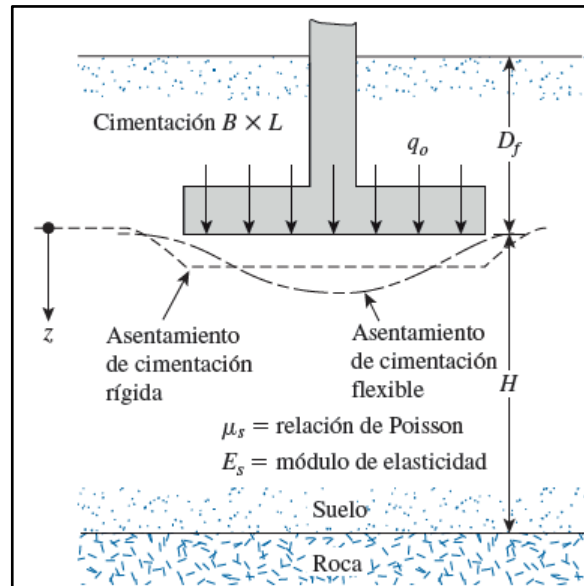 Cimentación B × L
q_o
D_f
z
Asentamiento
de cimentación
rígida
Asentamiento
de cimentación
flexible
H
μ_s = relación de Poisson
E_s = módulo de elasticidad
Suelo
Roca